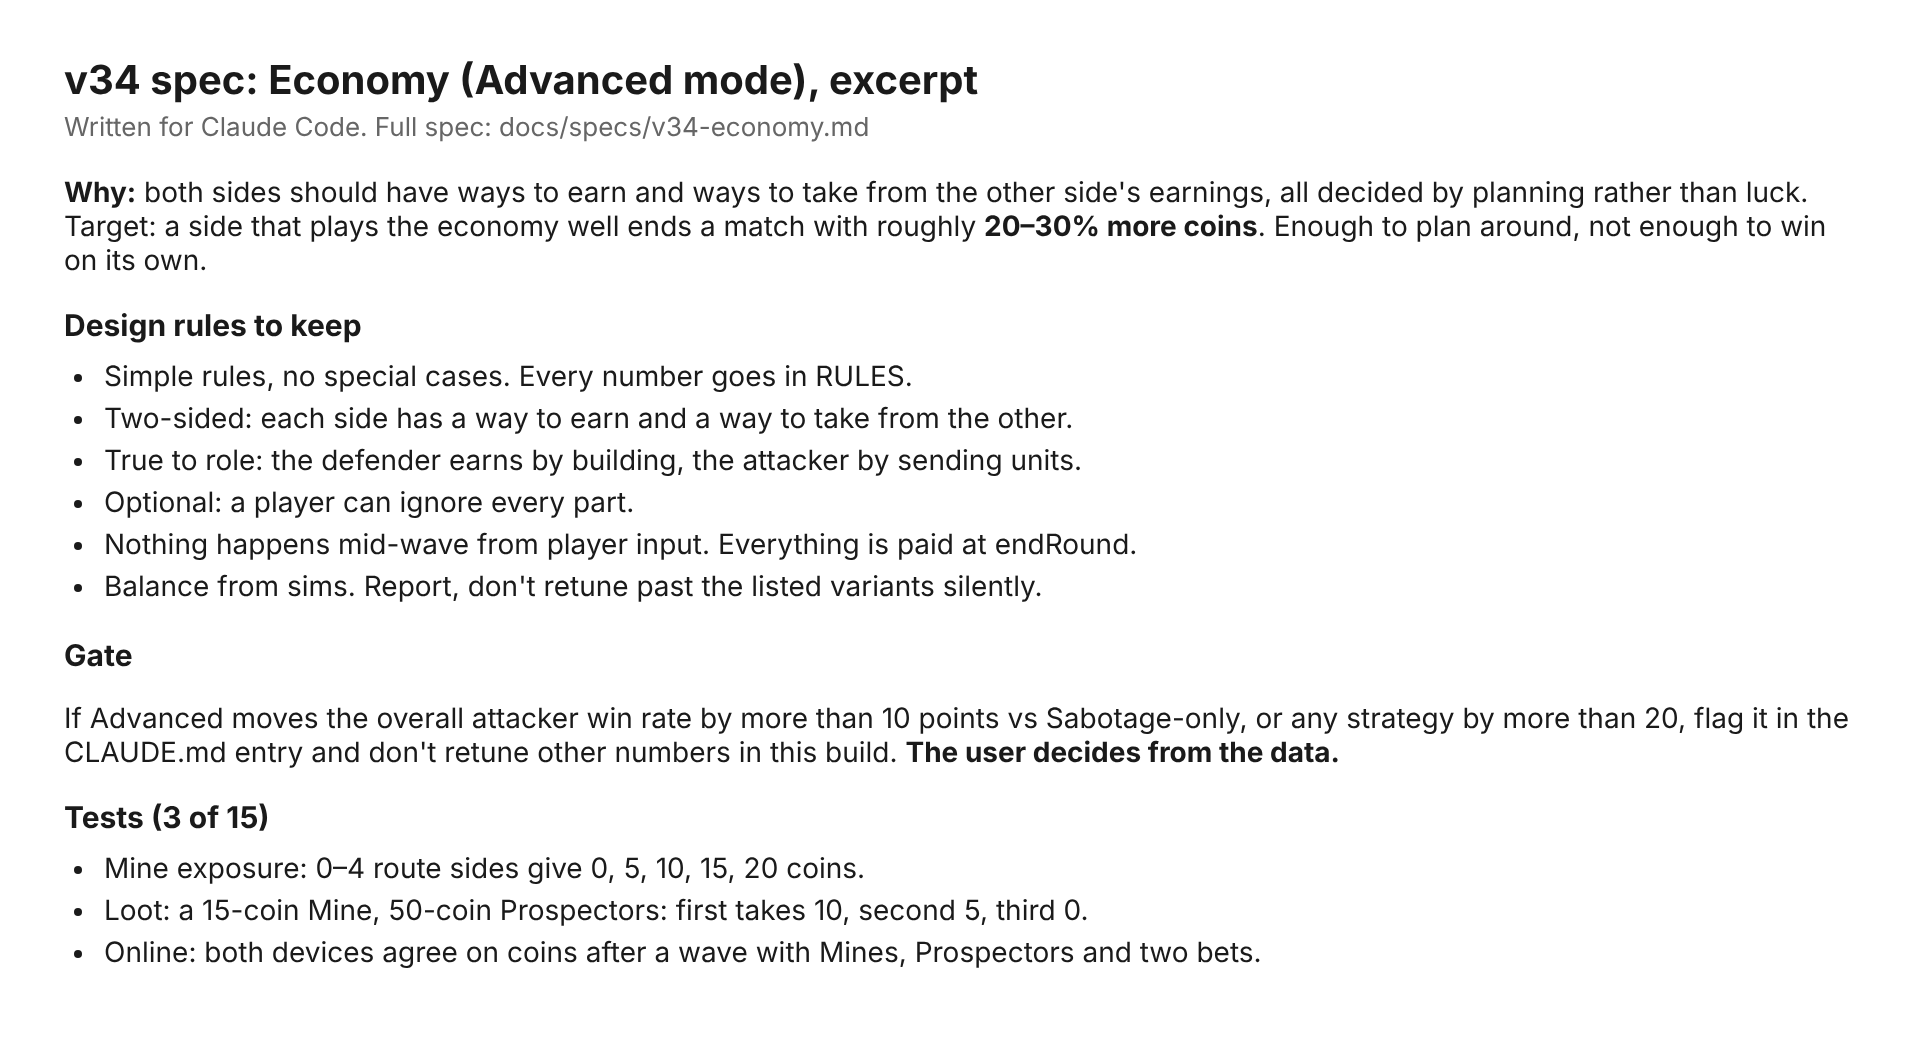 v34 spec: Economy (Advanced mode), excerpt
Written for Claude Code. Full spec: docs/specs/v34-economy.md
Why: both sides should have ways to earn and ways to take from the other side's earnings, all decided by planning rather than luck.
Target: a side that plays the economy well ends a match with roughly 20–30% more coins. Enough to plan around, not enough to win
on its own.
Design rules to keep
• Simple rules, no special cases. Every number goes in RULES.
• Two-sided: each side has a way to earn and a way to take from the other.
• True to role: the defender earns by building, the attacker by sending units.
• Optional: a player can ignore every part.
• Nothing happens mid-wave from player input. Everything is paid at endRound.
• Balance from sims. Report, don't retune past the listed variants silently.
Gate
If Advanced moves the overall attacker win rate by more than 10 points vs Sabotage-only, or any strategy by more than 20, flag it in the
CLAUDE.md entry and don't retune other numbers in this build. The user decides from the data.
Tests (3 of 15)
• Mine exposure: 0–4 route sides give 0, 5, 10, 15, 20 coins.
• Loot: a 15-coin Mine, 50-coin Prospectors: first takes 10, second 5, third 0.
• Online: both devices agree on coins after a wave with Mines, Prospectors and two bets.